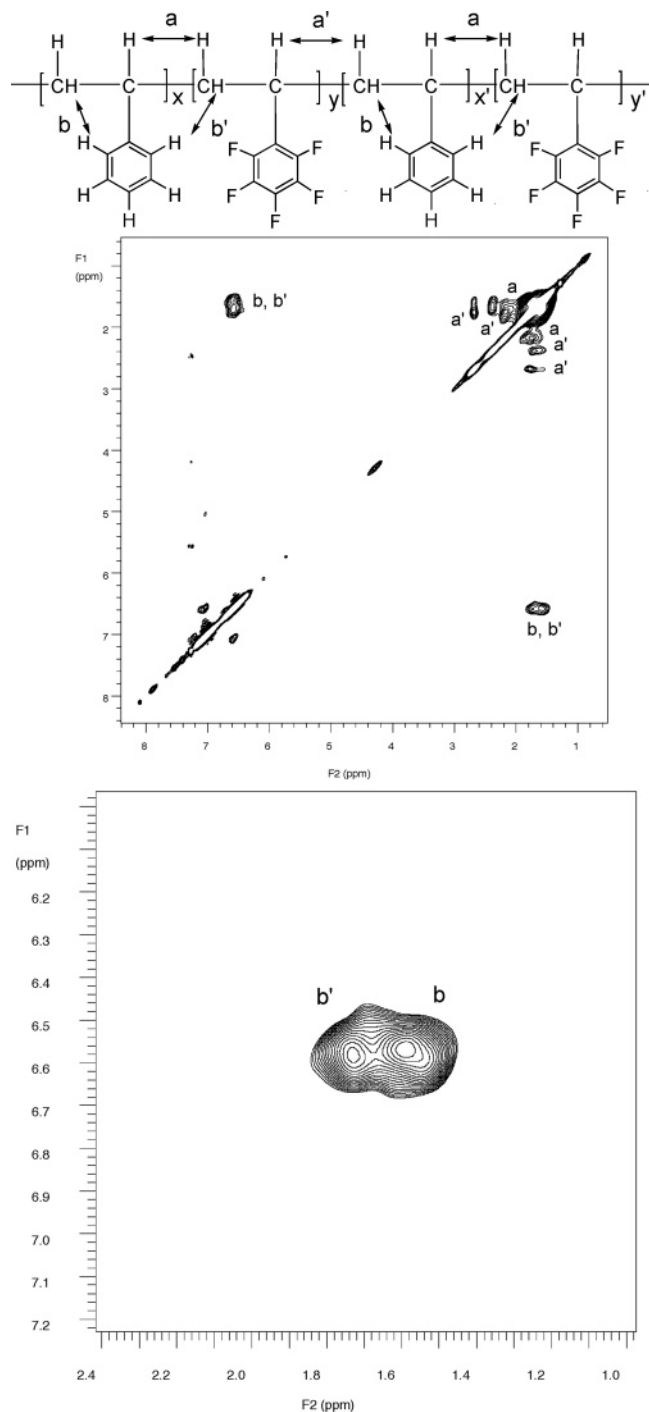 a a' a
H H H H H H H H
[ CH C ]x [ CH C ]y [ CH C ]x' [ CH C ]y'
b b' b b'
H H F F H H F F
H H F F H H F F
H F H F
F1
(ppm)
b, b' a
a' a'
2
a
a'
3 a'
4
5
6
b, b'
7
8
8 7 6 5 4 3 2 1
F2 (ppm)
F1
(ppm)
6.2
6.3
6.4
b' b
6.5
6.6
6.7
6.8
6.9
7.0
7.1
7.2
2.4 2.2 2.0 1.8 1.6 1.4 1.2 1.0
F2 (ppm)